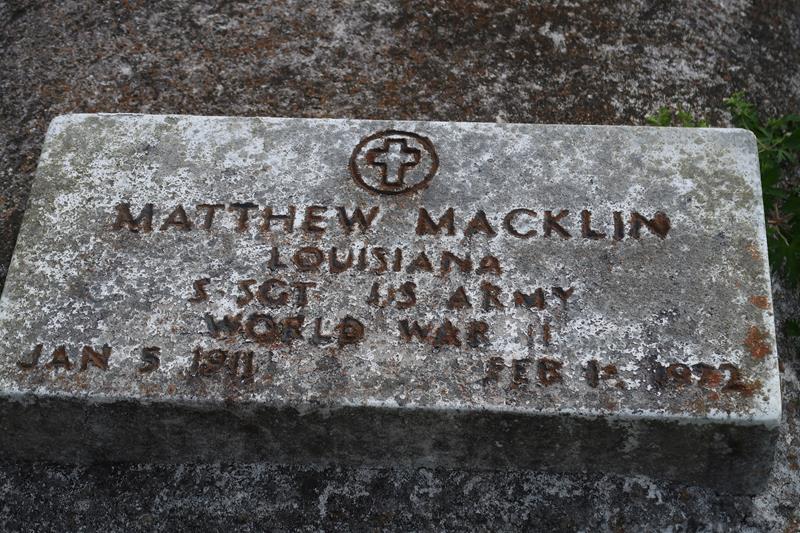 MATTHEW MACKLIN
LOUISIANA
S SGT US ARMY
WORLD WAR II
JAN 5 1911 FEB 1972